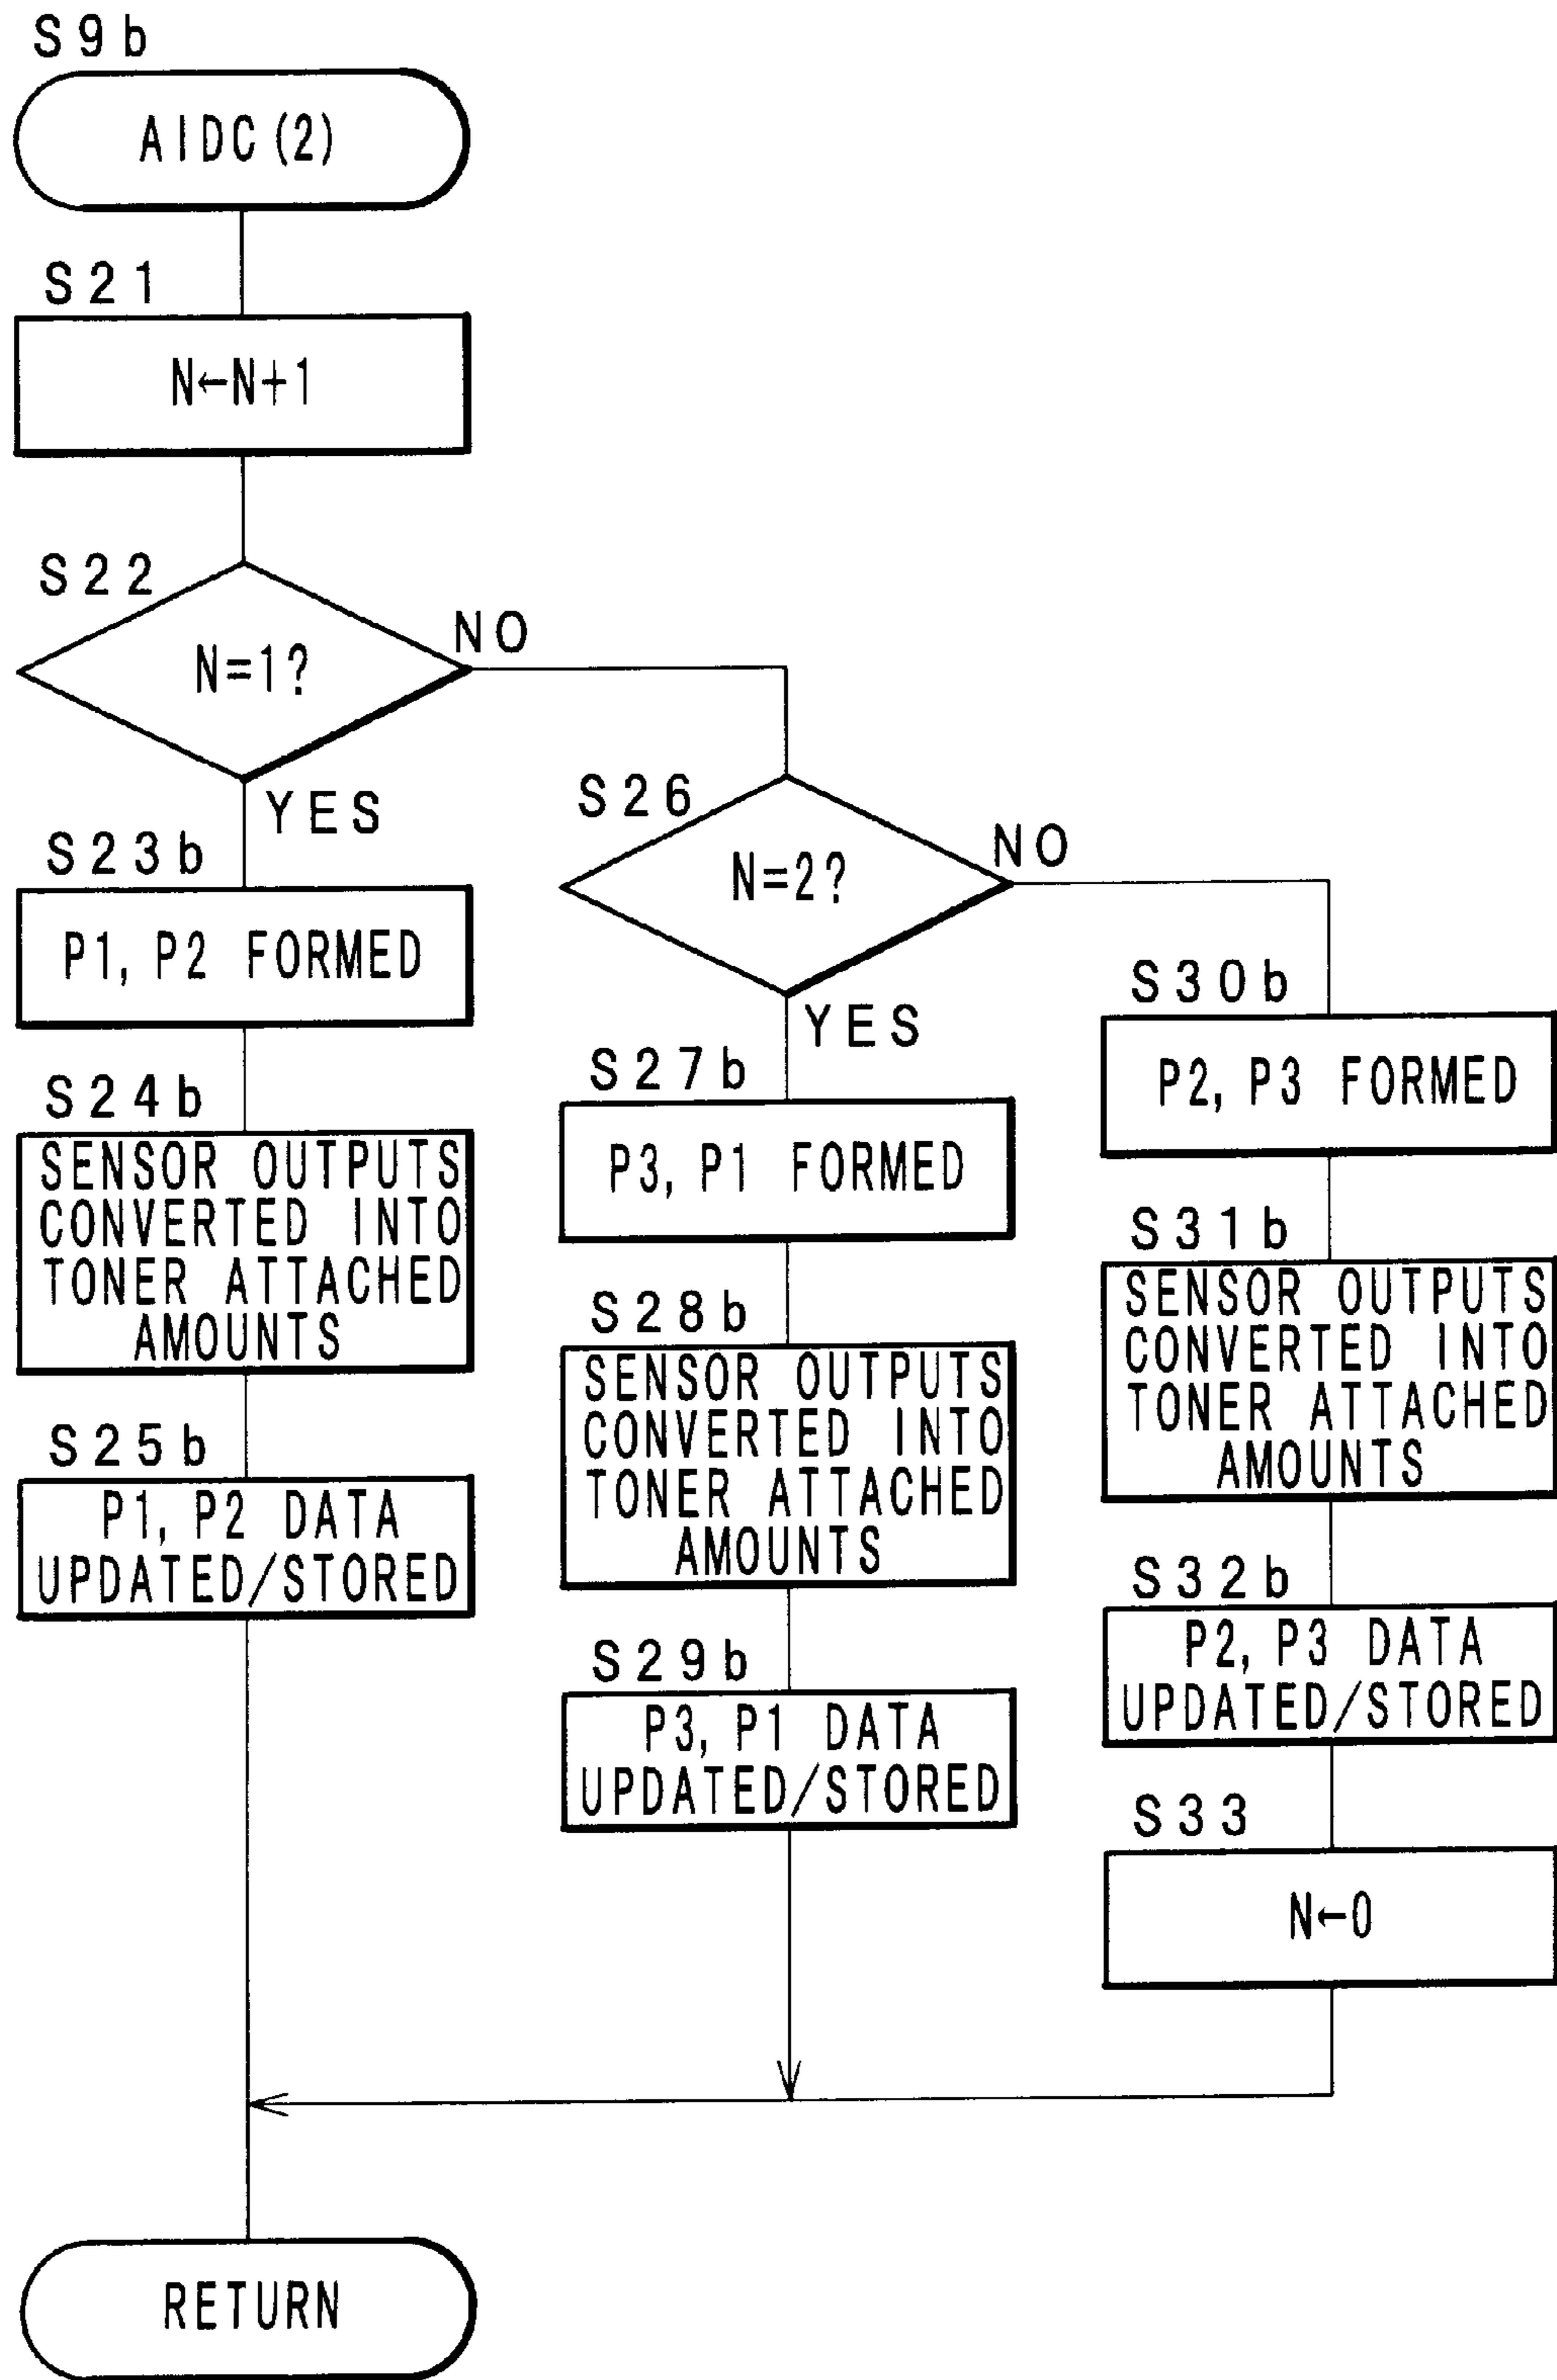 S9b
AIDC(2)
S21
N←N+1
S22
N=1?
NO
YES
S23b
P1, P2 FORMED
S24b
SENSOR OUTPUTS
CONVERTED INTO
TONER ATTACHED
AMOUNTS
S25b
P1, P2 DATA
UPDATED/STORED
S26
N=2?
NO
YES
S27b
P3, P1 FORMED
S28b
SENSOR OUTPUTS
CONVERTED INTO
TONER ATTACHED
AMOUNTS
S29b
P3, P1 DATA
UPDATED/STORED
S30b
P2, P3 FORMED
S31b
SENSOR OUTPUTS
CONVERTED INTO
TONER ATTACHED
AMOUNTS
S32b
P2, P3 DATA
UPDATED/STORED
S33
N←0
RETURN